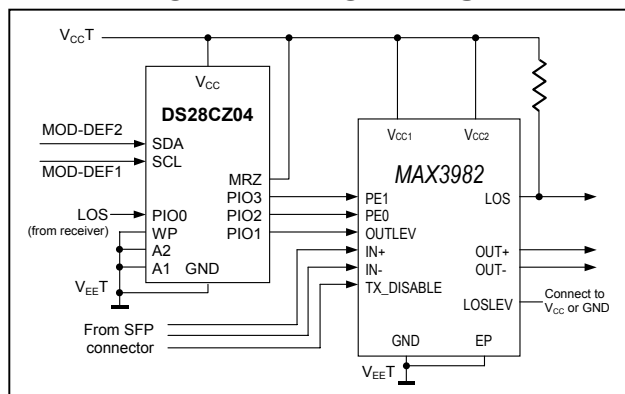 VCCT
VCC
DS28CZ04
MOD-DEF2
SDA
MOD-DEF1
SCL
LOS
(from receiver)
PIO0
WP
A2
A1
GND
MRZ
PIO3
PIO2
PIO1
VEET
From SFP
connector
VCC1
VCC2
MAX3982
PE1
PE0
OUTLEV
IN+
IN-
TX_DISABLE
LOS
OUT+
OUT-
LOSLEV
Connect to
VCC or GND
GND
EP
VEET